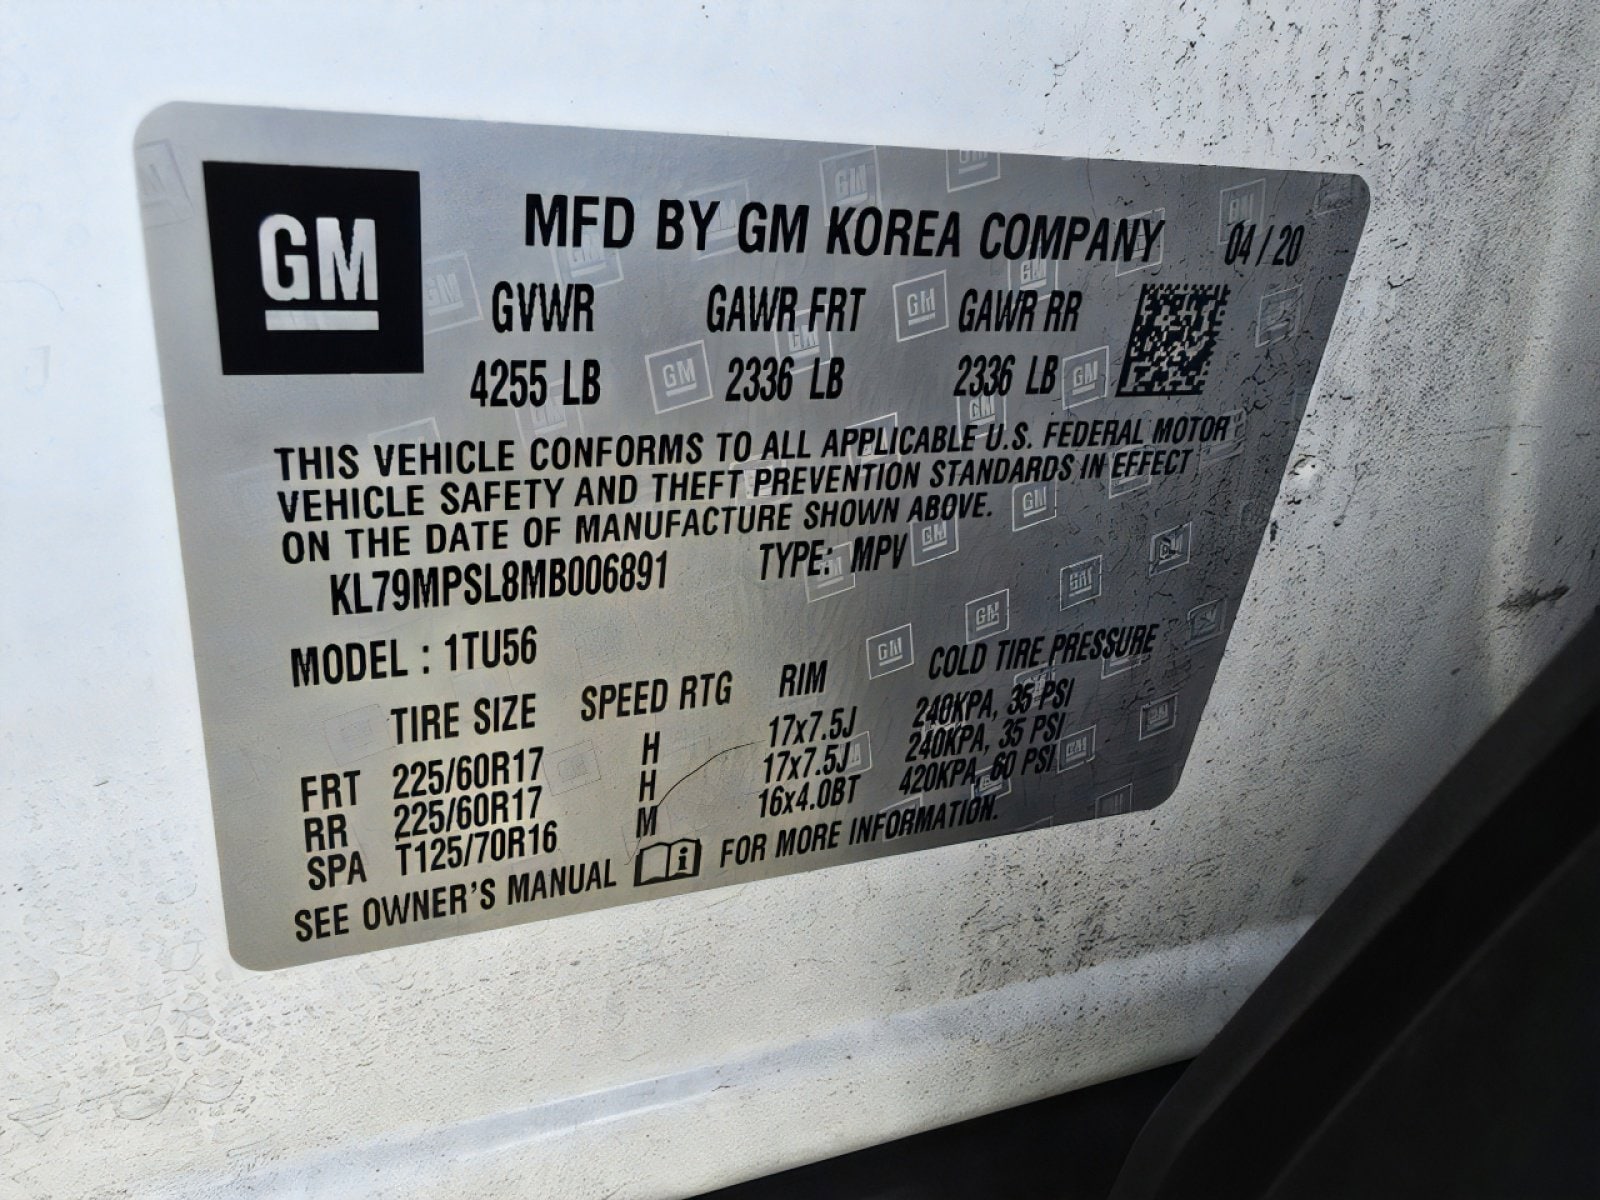 GM
MFD BY GM KOREA COMPANY 04/20
GVWR GAWR FRT GAWR RR
4255 LB 2336 LB 2336 LB
THIS VEHICLE CONFORMS TO ALL APPLICABLE U.S. FEDERAL MOTOR
VEHICLE SAFETY AND THEFT PREVENTION STANDARDS IN EFFECT
ON THE DATE OF MANUFACTURE SHOWN ABOVE.
KL79MPSL8MB006891 TYPE: MPV
MODEL : 1TU56
TIRE SIZE SPEED RTG RIM COLD TIRE PRESSURE
FRT 225/60R17 H 17x7.5J 240KPA, 35 PSI
RR 225/60R17 H 17x7.5J 240KPA, 35 PSI
SPA T125/70R16 M 16x4.0BT 420KPA, 60 PSI
SEE OWNER'S MANUAL FOR MORE INFORMATION.